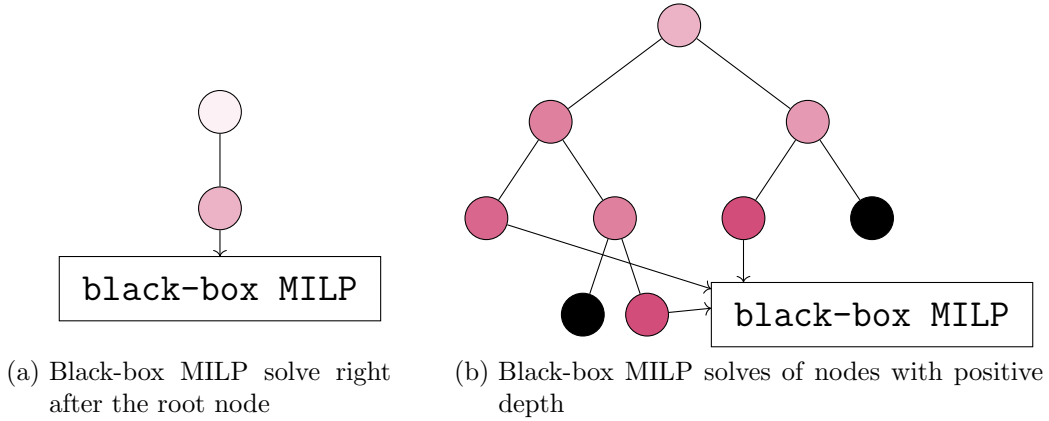 black-box MILP
(a) Black-box MILP solve right
after the root node
black-box MILP
(b) Black-box MILP solves of nodes with positive
depth